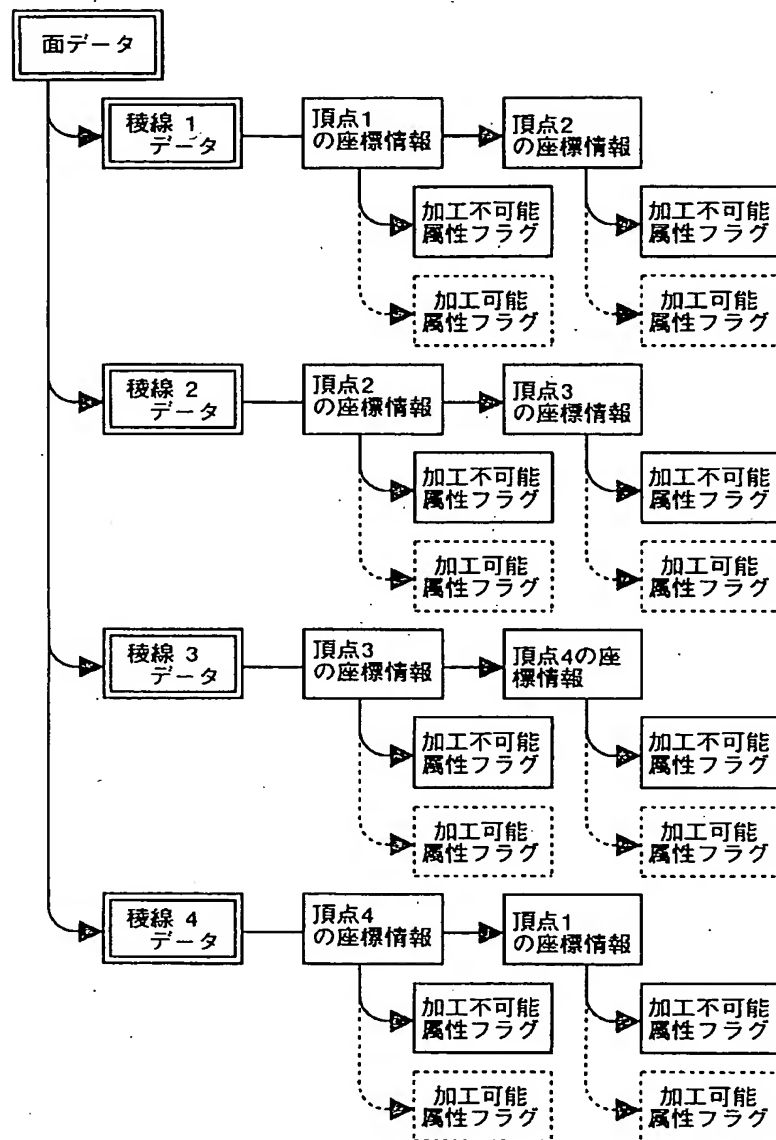 面データ
稜線 1
データ
頂点1
の座標情報
頂点2
の座標情報
加工不可能
属性フラグ
加工不可能
属性フラグ
加工可能
属性フラグ
加工可能
属性フラグ
稜線 2
データ
頂点2
の座標情報
頂点3
の座標情報
加工不可能
属性フラグ
加工不可能
属性フラグ
加工可能
属性フラグ
加工可能
属性フラグ
稜線 3
データ
頂点3
の座標情報
頂点4の座
標情報
加工不可能
属性フラグ
加工不可能
属性フラグ
加工可能
属性フラグ
加工可能
属性フラグ
稜線 4
データ
頂点4
の座標情報
頂点1
の座標情報
加工不可能
属性フラグ
加工不可能
属性フラグ
加工可能
属性フラグ
加工可能
属性フラグ